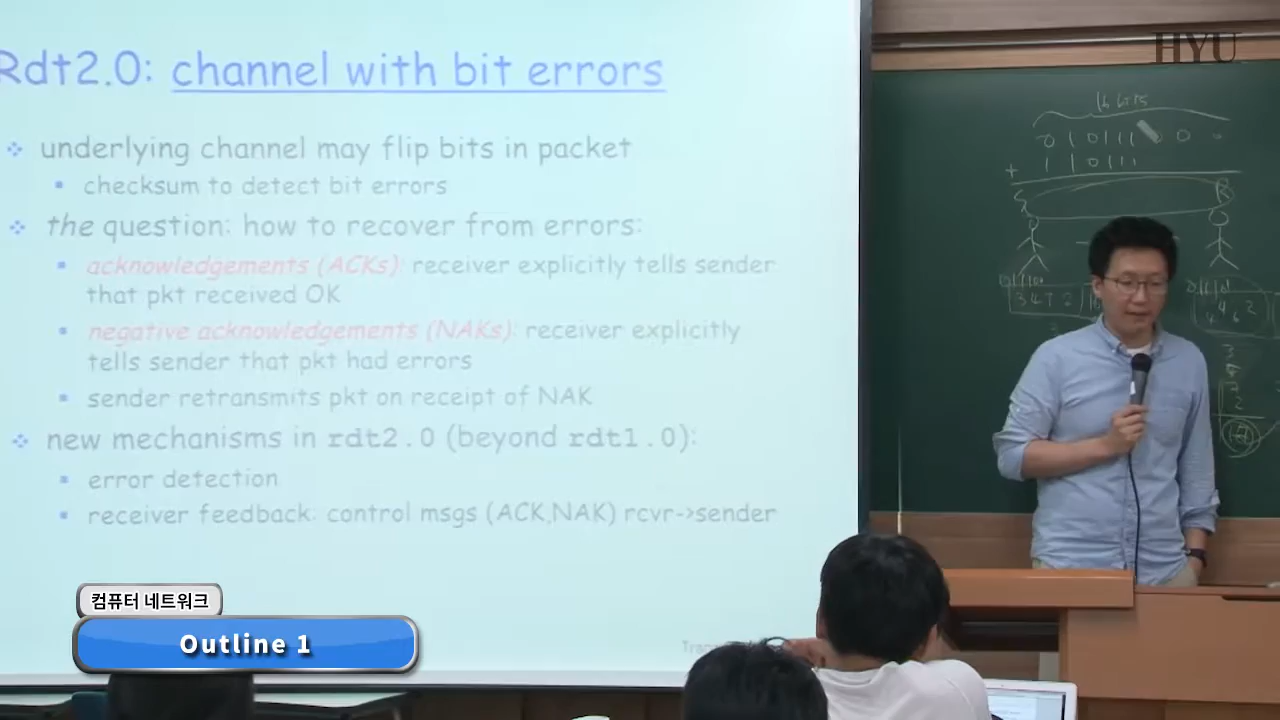 Rdt2.0: channel with bit errors
underlying channel may flip bits in packet
checksum to detect bit errors
the question: how to recover from errors:
acknowledgements (ACKs): receiver explicitly tells sender
that pkt received OK
negative acknowledgements (NAKs): receiver explicitly
tells sender that pkt had errors
sender retransmits pkt on receipt of NAK
new mechanisms in rdt2.0 (beyond rdt1.0):
error detection
receiver feedback: control msgs (ACK,NAK) rcvr->sender
컴퓨터 네트워크
Outline 1
HYU
16 bits